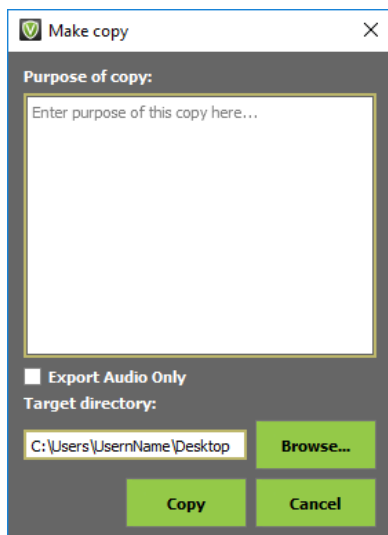 Make copy
Purpose of copy:
Enter purpose of this copy here...
Export Audio Only
Target directory:
C:\Users\UsernName\Desktop
Browse...
Copy
Cancel